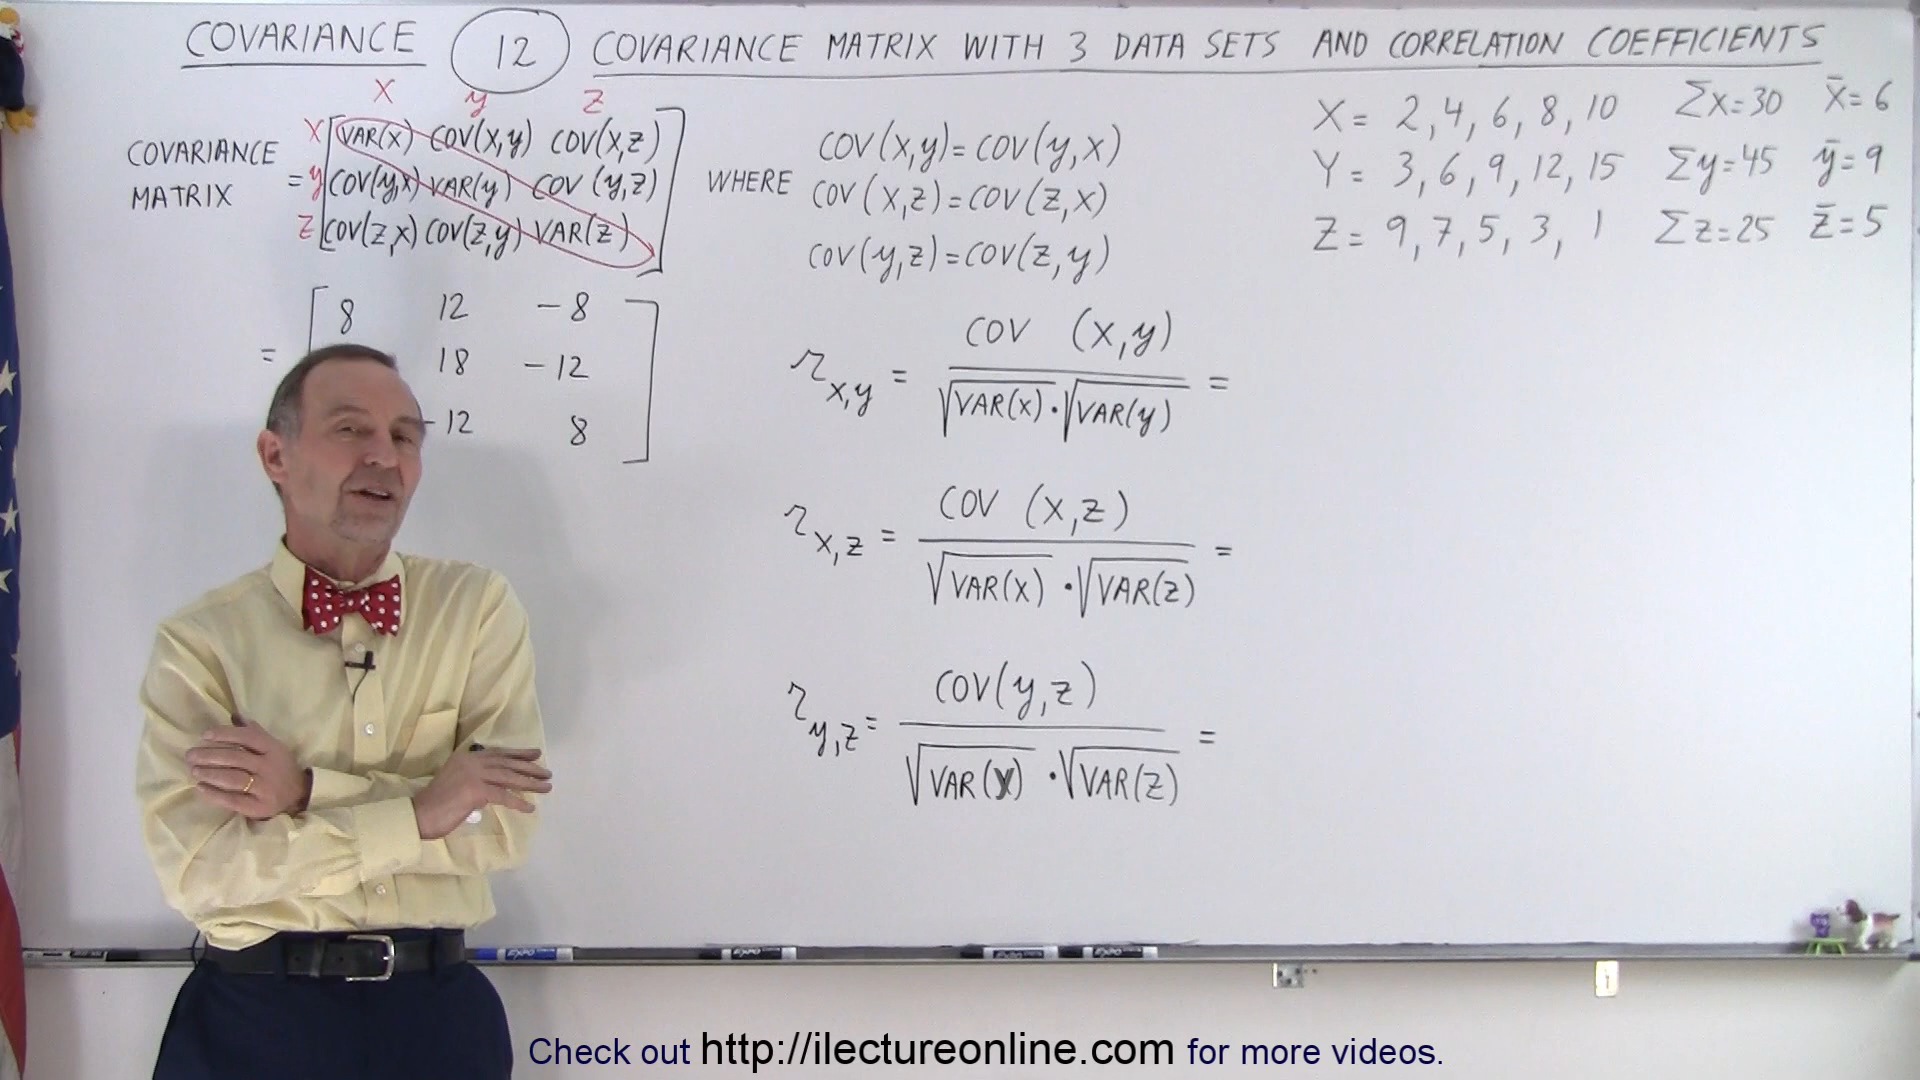 COVARIANCE 12 COVARIANCE MATRIX WITH 3 DATA SETS AND CORRELATION COEFFICIENTS
X y Z
COVARIANCE MATRIX =
X VAR(X) COV(X,y) COV(X,Z)
y COV(y,X) VAR(y) COV (y,Z)
Z COV(Z,X) COV(Z,y) VAR(Z)
WHERE
COV(X,y)=COV(y,X)
COV(X,Z)=COV(Z,X)
COV(y,Z)=COV(Z,y)
X = 2, 4, 6, 8, 10 Σx=30 x̄=6
Y = 3, 6, 9, 12, 15 Σy=45 ȳ=9
Z = 9, 7, 5, 3, 1 Σz=25 z̄=5
8 12 -8
= 18 -12
-12 8
r x,y = COV (X,y) / √VAR(X) · √VAR(y) =
r x,z = COV (X,Z) / √VAR(X) · √VAR(Z) =
r y,z = COV(y,Z) / √VAR(y) · √VAR(Z) =
Check out http://ilectureonline.com for more videos.